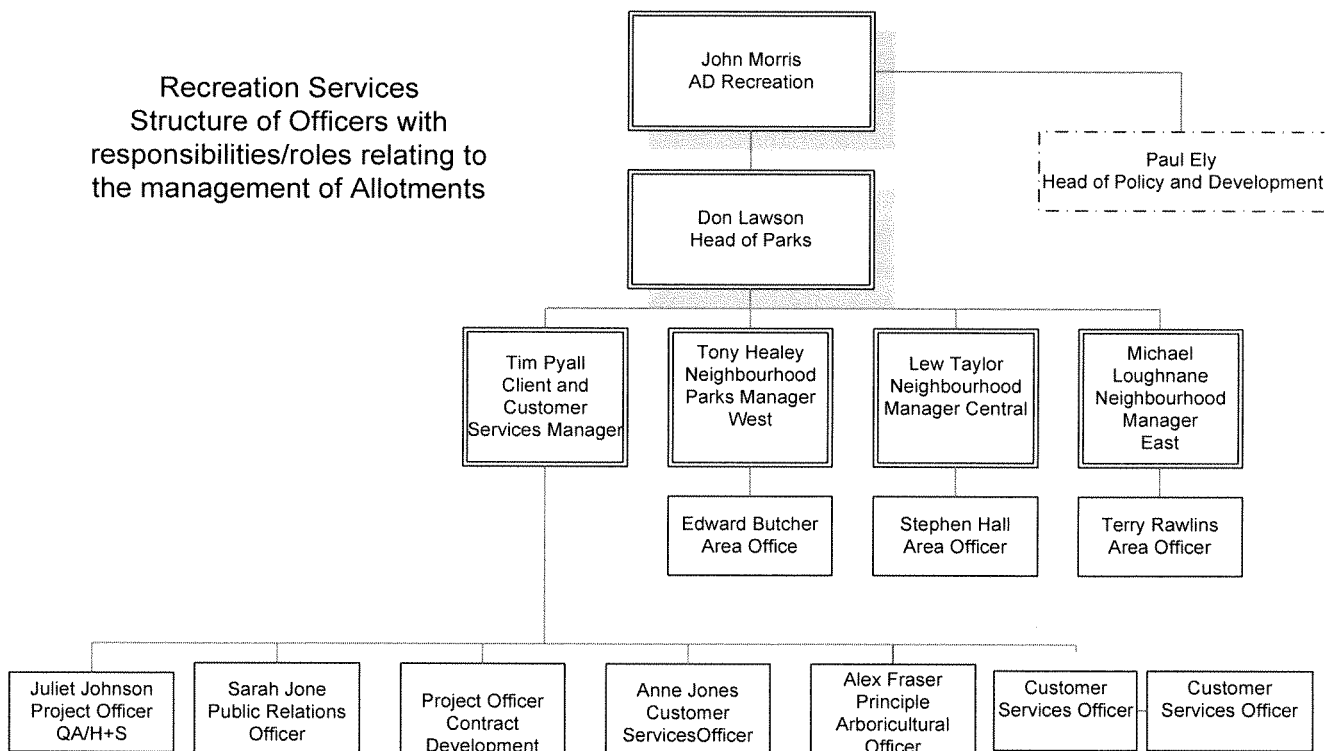 Recreation Services
Structure of Officers with
responsibilities/roles relating to
the management of Allotments
John Morris
AD Recreation
Paul Ely
Head of Policy and Development
Don Lawson
Head of Parks
Tim Pyall
Client and
Customer
Services Manager
Tony Healey
Neighbourhood
Parks Manager
West
Lew Taylor
Neighbourhood
Manager Central
Michael
Loughnane
Neighbourhood
Manager
East
Edward Butcher
Area Office
Stephen Hall
Area Officer
Terry Rawlins
Area Officer
Juliet Johnson
Project Officer
QA/H+S
Sarah Jone
Public Relations
Officer
Project Officer
Contract
Development
Anne Jones
Customer
ServicesOfficer
Alex Fraser
Principle
Arboricultural
Officer
Customer
Services Officer
Customer
Services Officer